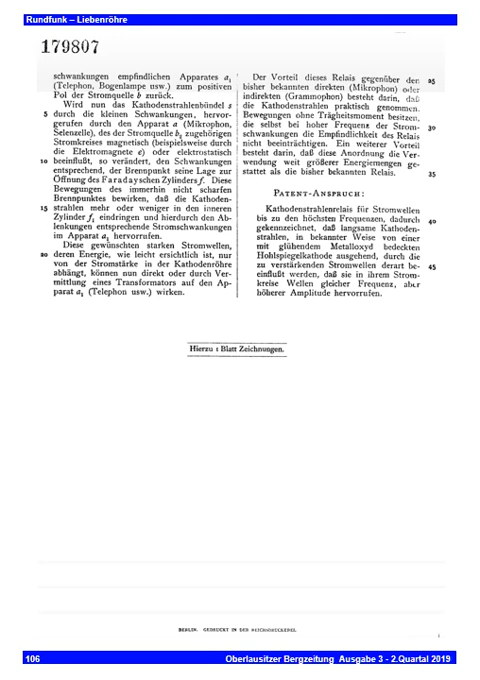 Rundfunk – Liebenröhre
179807
schwankungen empfindlichen Apparates a₁
(Telephon, Bogenlampe usw.) zum positiven
Pol der Stromquelle b zurück.
Wird nun das Kathodenstrahlenbündel s
5 durch die kleinen Schwankungen, hervor-
gerufen durch den Apparat a (Mikrophon,
Selenzelle), des der Stromquelle b₁ zugehörigen
Stromkreises magnetisch (beispielsweise durch
die Elektromagnete e) oder elektrostatisch
10 beeinflußt, so verändert, den Schwankungen
entsprechend, der Brennpunkt seine Lage zur
Öffnung des Faradayschen Zylinders f. Diese
Bewegungen des immerhin nicht scharfen
Brennpunktes bewirken, daß die Kathoden-
15 strahlen mehr oder weniger in den inneren
Zylinder f₁ eindringen und hierdurch den Ab-
lenkungen entsprechende Stromschwankungen
im Apparat a₁ hervorrufen.
Diese gewünschten starken Stromwellen,
20 deren Energie, wie leicht ersichtlich ist, nur
von der Stromstärke in der Kathodenröhre
abhängt, können nun direkt oder durch Ver-
mittlung eines Transformators auf den Ap-
parat a₁ (Telephon usw.) wirken.
Der Vorteil dieses Relais gegenüber den 25
bisher bekannten direkten (Mikrophon) oder
indirekten (Grammophon) besteht darin, daß
die Kathodenstrahlen praktisch genommen,
Bewegungen ohne Trägheitsmoment besitzen,
die selbst bei hoher Frequenz der Strom- 30
schwankungen die Empfindlichkeit des Relais
nicht beeinträchtigen. Ein weiterer Vorteil
besteht darin, daß diese Anordnung die Ver-
wendung weit größerer Energiemengen ge-
stattet als die bisher bekannten Relais. 35
PATENT-ANSPRUCH:
Kathodenstrahlenrelais für Stromwellen
bis zu den höchsten Frequenzen, dadurch 40
gekennzeichnet, daß langsame Kathoden-
strahlen, in bekannter Weise von einer
mit glühendem Metalloxyd bedeckten
Hohlspiegelkathode ausgehend, durch die
zu verstärkenden Stromwellen derart be- 45
einflußt werden, daß sie in ihrem Strom-
kreise Wellen gleicher Frequenz, aber
höherer Amplitude hervorrufen.
Hierzu 1 Blatt Zeichnungen.
BERLIN. GEDRUCKT IN DER REICHSDRUCKEREI.
106 Oberlausitzer Bergzeitung Ausgabe 3 - 2.Quartal 2019